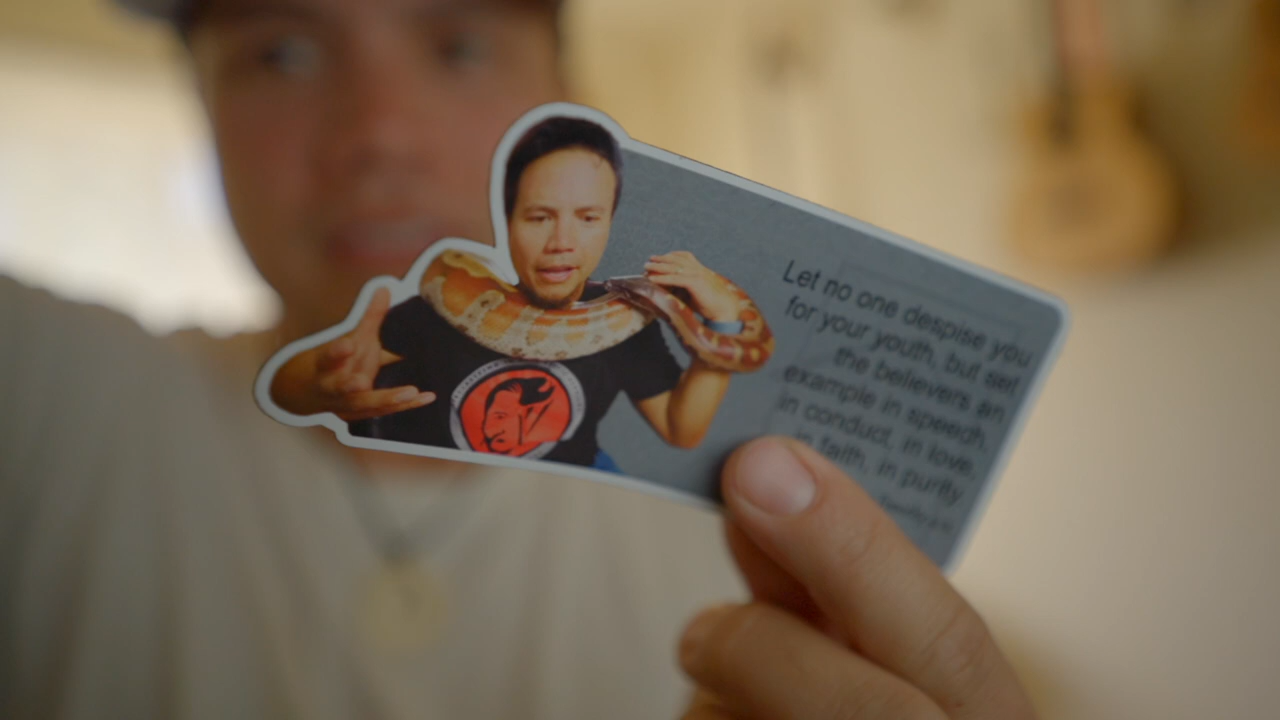 Let no one despise you
for your youth, but set
the believers an
example in speech,
in conduct, in love,
in faith, in purity